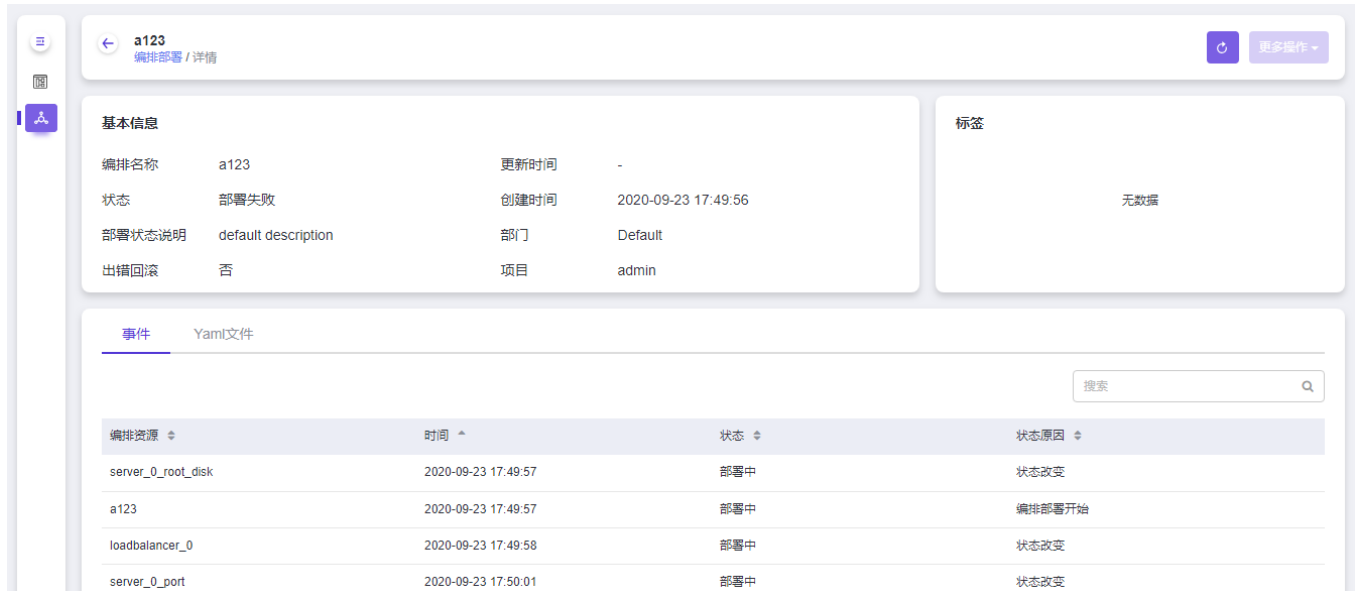 a123
编排部署 / 详情
更多操作
基本信息
编排名称 a123 更新时间 -
状态 部署失败 创建时间 2020-09-23 17:49:56
部署状态说明 default description 部门 Default
出错回滚 否 项目 admin
标签
无数据
事件 Yaml文件
搜索
编排资源 时间 状态 状态原因
server_0_root_disk 2020-09-23 17:49:57 部署中 状态改变
a123 2020-09-23 17:49:57 部署中 编排部署开始
loadbalancer_0 2020-09-23 17:49:58 部署中 状态改变
server_0_port 2020-09-23 17:50:01 部署中 状态改变